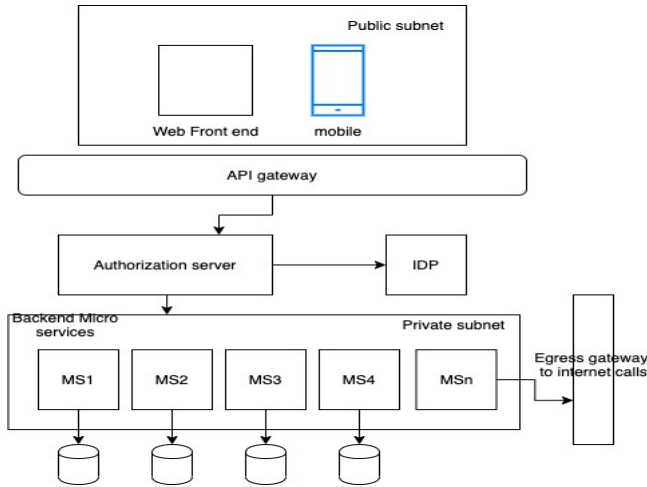 Public subnet
Web Front end
mobile
API gateway
Authorization server
IDP
Backend Micro
services
Private subnet
MS1
MS2
MS3
MS4
MSn
Egress gateway
to internet calls